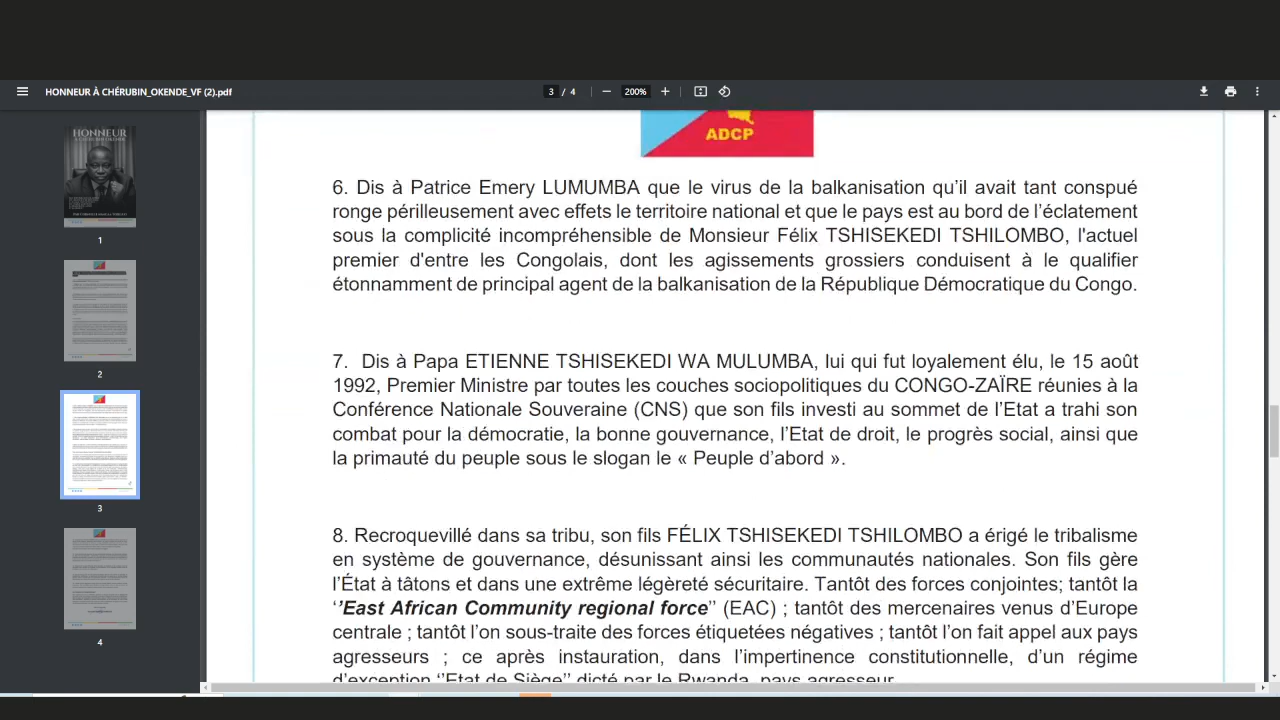 HONNEUR À CHÉRUBIN_OKENDE_VF (2).pdf
3 / 4
200%
HONNEUR
1
2
3
4
ADCP
6. Dis à Patrice Emery LUMUMBA que le virus de la balkanisation qu’il avait tant conspué
ronge périlleusement avec effets le territoire national et que le pays est au bord de l’éclatement
sous la complicité incompréhensible de Monsieur Félix TSHISEKEDI TSHILOMBO, l'actuel
premier d'entre les Congolais, dont les agissements grossiers conduisent à le qualifier
étonnamment de principal agent de la balkanisation de la République Démocratique du Congo.
7. Dis à Papa ETIENNE TSHISEKEDI WA MULUMBA, lui qui fut loyalement élu, le 15 août
1992, Premier Ministre par toutes les couches sociopolitiques du CONGO-ZAÏRE réunies à la
Conférence Nationale Souveraine (CNS) que son fils investi au sommet de l’Etat a trahi son
combat pour la démocratie, la bonne gouvernance, l’Etat de droit, le progrès social, ainsi que
la primauté du peuple sous le slogan le « Peuple d’abord ».
8. Recroquevillé dans sa tribu, son fils FÉLIX TSHISEKEDI TSHILOMBO a érigé le tribalisme
en système de gouvernance, désunissant ainsi les communautés nationales. Son fils gère
l’État à tâtons et dans une extrême légèreté sécuritaire. Tantôt des forces conjointes; tantôt la
‘’East African Community regional force’’ (EAC) ; tantôt des mercenaires venus d’Europe
centrale ; tantôt l’on sous-traite des forces étiquetées négatives ; tantôt l’on fait appel aux pays
agresseurs ; ce après instauration, dans l’impertinence constitutionnelle, d’un régime
d’exception ‘’Etat de Siège’’ dicté par le Rwanda, pays agresseur